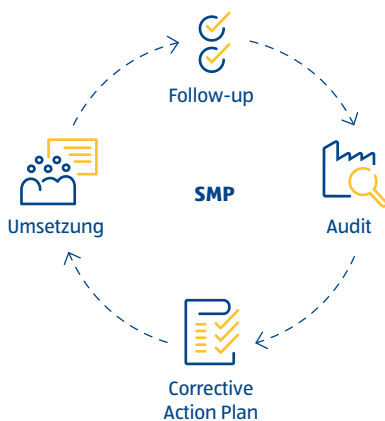 Follow-up
Umsetzung
SMP
Audit
Corrective
Action Plan